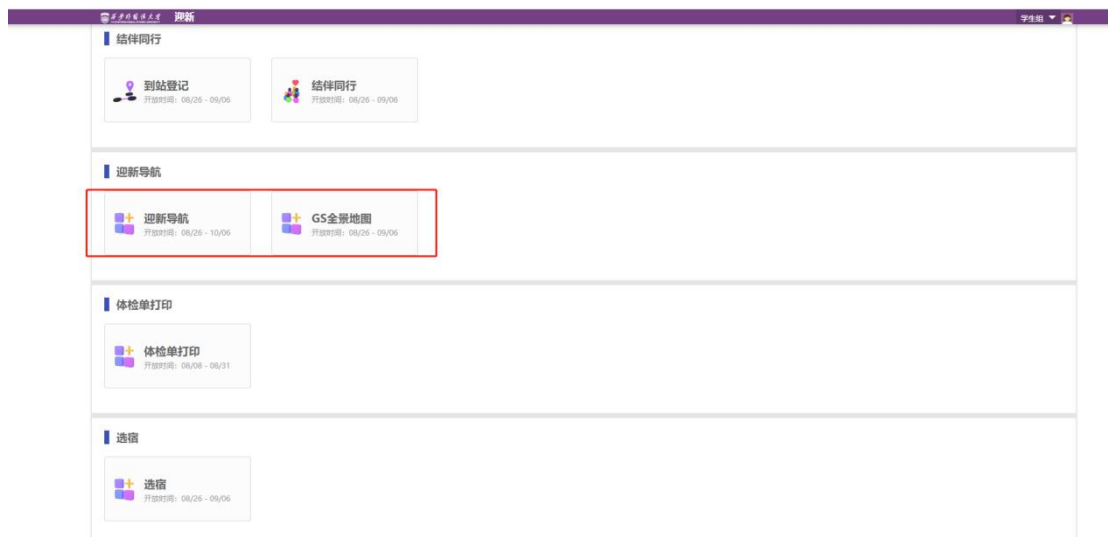 迎新
学生组
结伴同行
到站登记
开放时间：08/26 - 09/06
结伴同行
开放时间：08/26 - 09/06
迎新导航
迎新导航
开放时间：08/26 - 10/06
GS全景地图
开放时间：08/26 - 09/06
体检单打印
体检单打印
开放时间：08/08 - 08/31
选宿
选宿
开放时间：08/26 - 09/06